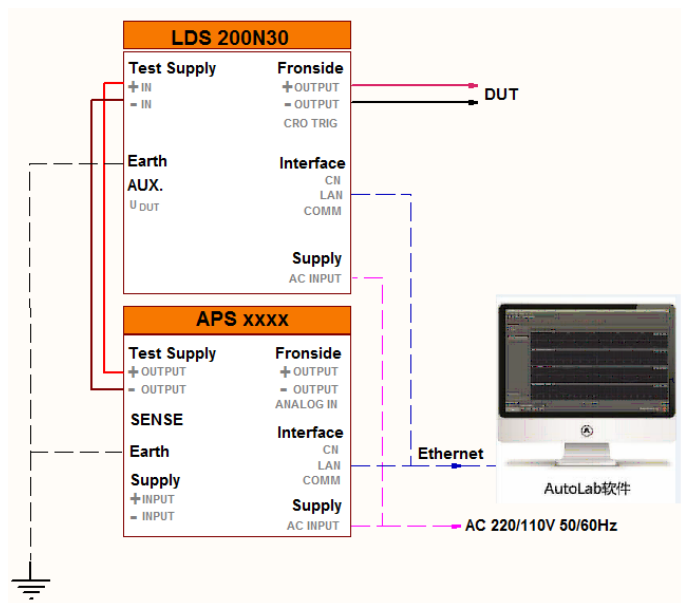 LDS 200N30
Test Supply
+ IN
- IN
Earth
AUX.
U DUT
Fronside
+ OUTPUT
- OUTPUT
CRO TRIG
Interface
CN
LAN
COMM
Supply
AC INPUT
DUT
APS xxxx
Test Supply
+ OUTPUT
- OUTPUT
SENSE
Earth
Supply
+ INPUT
- INPUT
Fronside
+ OUTPUT
- OUTPUT
ANALOG IN
Interface
CN
LAN
COMM
Supply
AC INPUT
Ethernet
AutoLab软件
AC 220/110V 50/60Hz